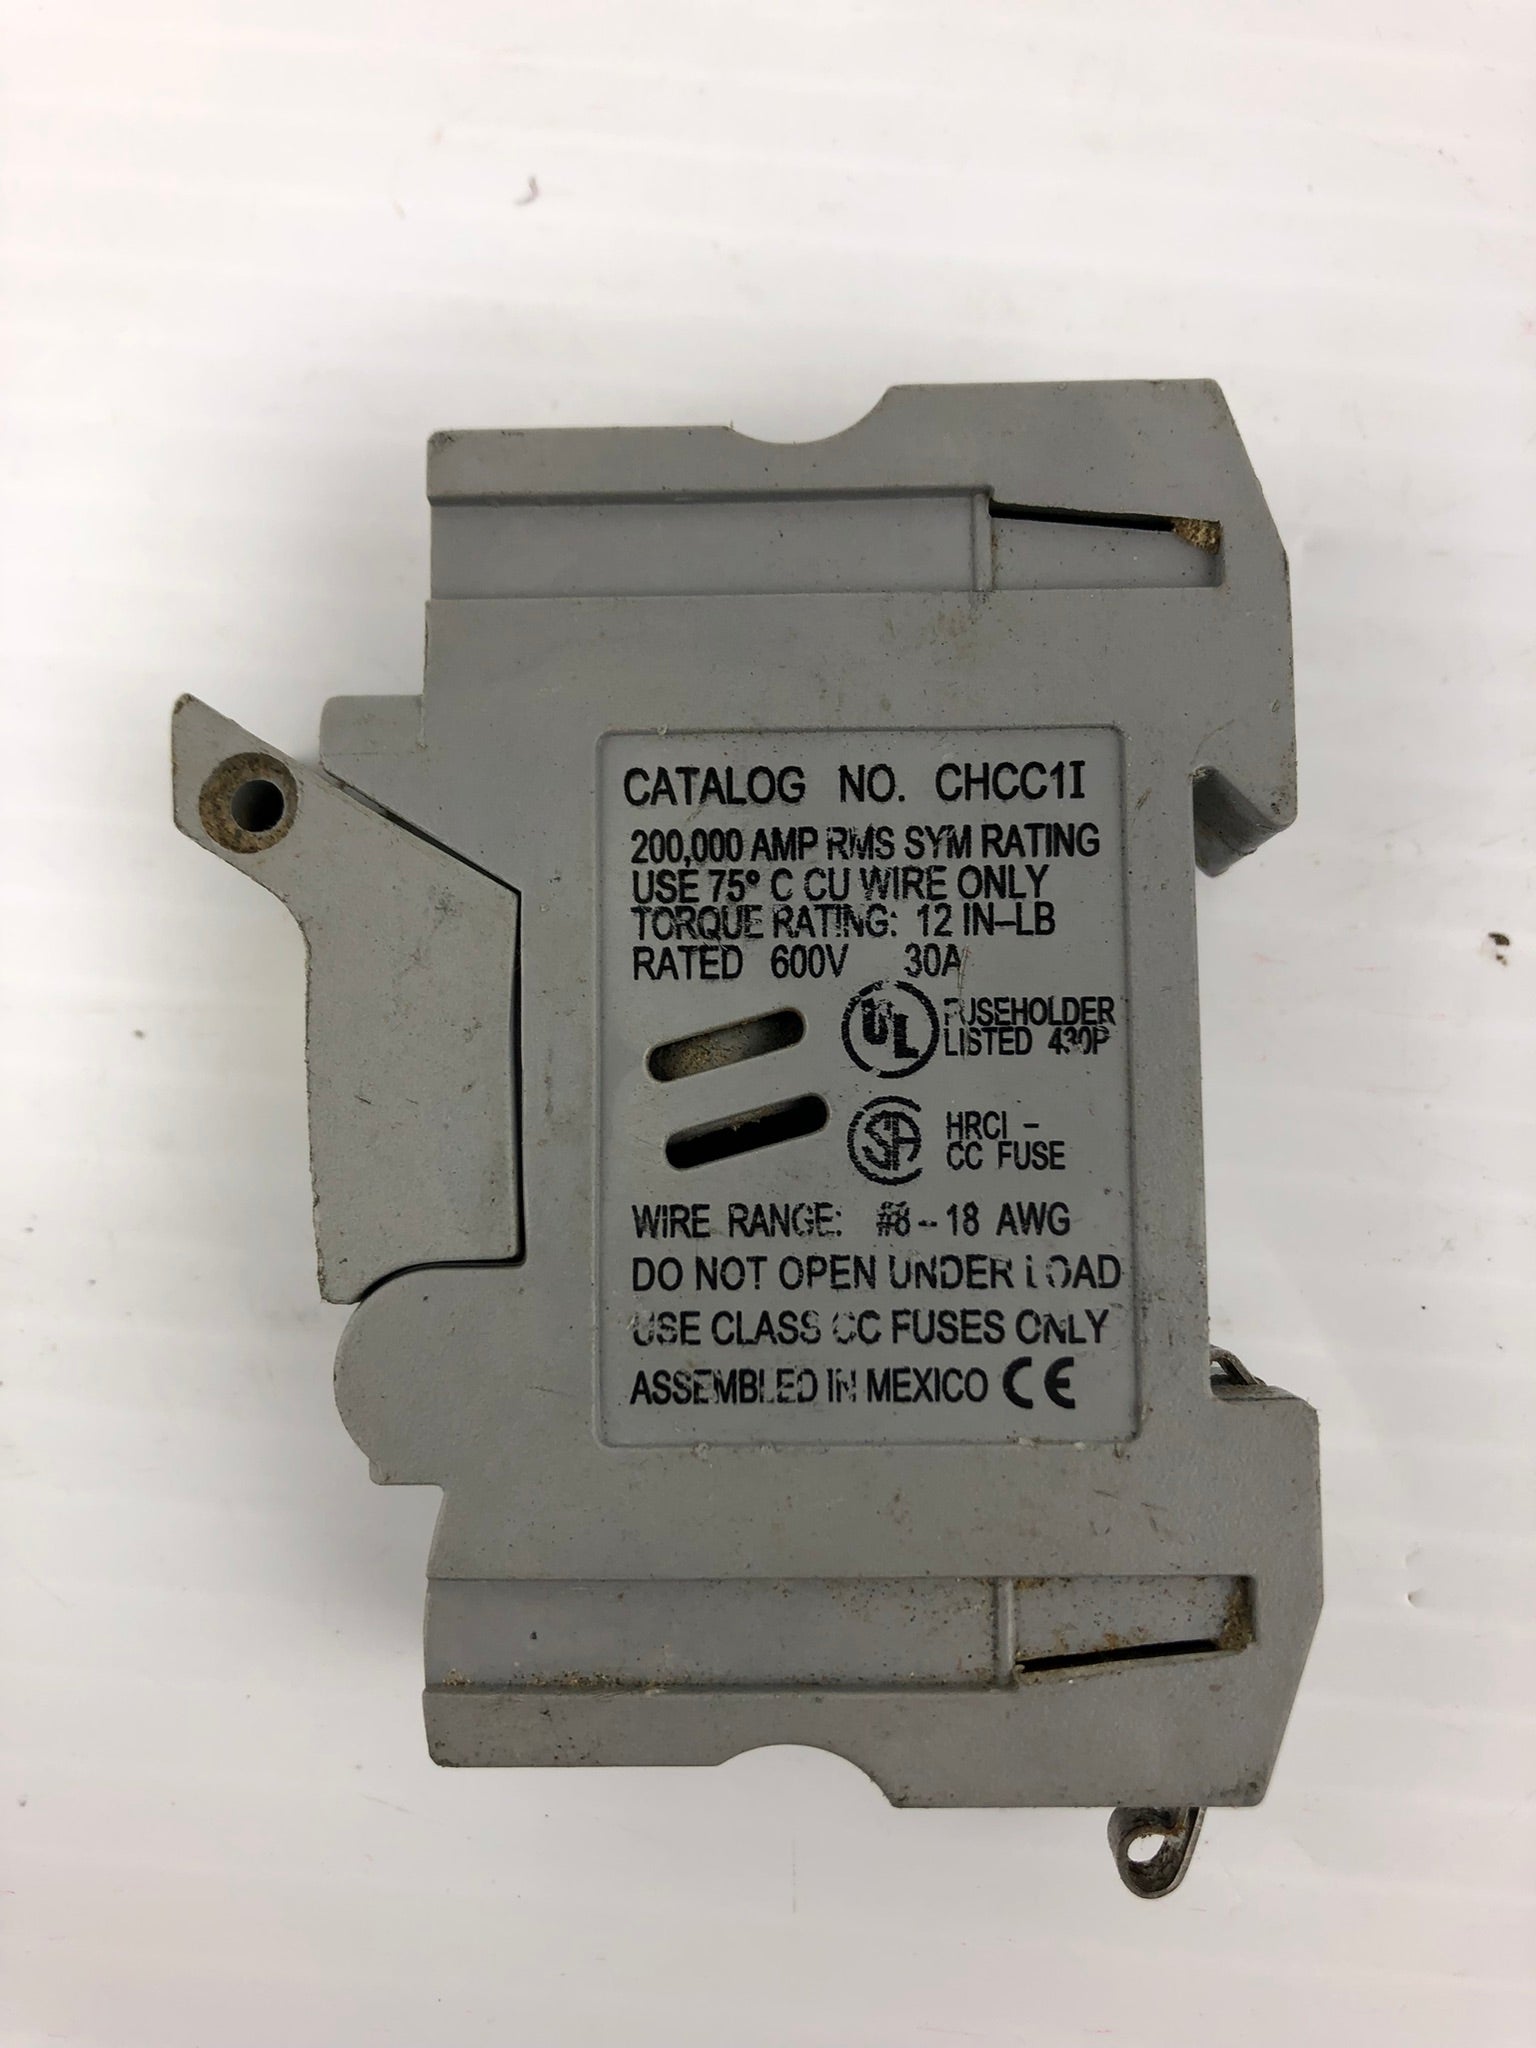 CATALOG NO. CHCC1I
200,000 AMP RMS SYM RATING
USE 75° C CU WIRE ONLY
TORQUE RATING: 12 IN-LB
RATED 600V 30A
UL FUSEHOLDER
LISTED 430P
SA HRCI -
CC FUSE
WIRE RANGE: #8 - 18 AWG
DO NOT OPEN UNDER LOAD
USE CLASS CC FUSES ONLY
ASSEMBLED IN MEXICO CE